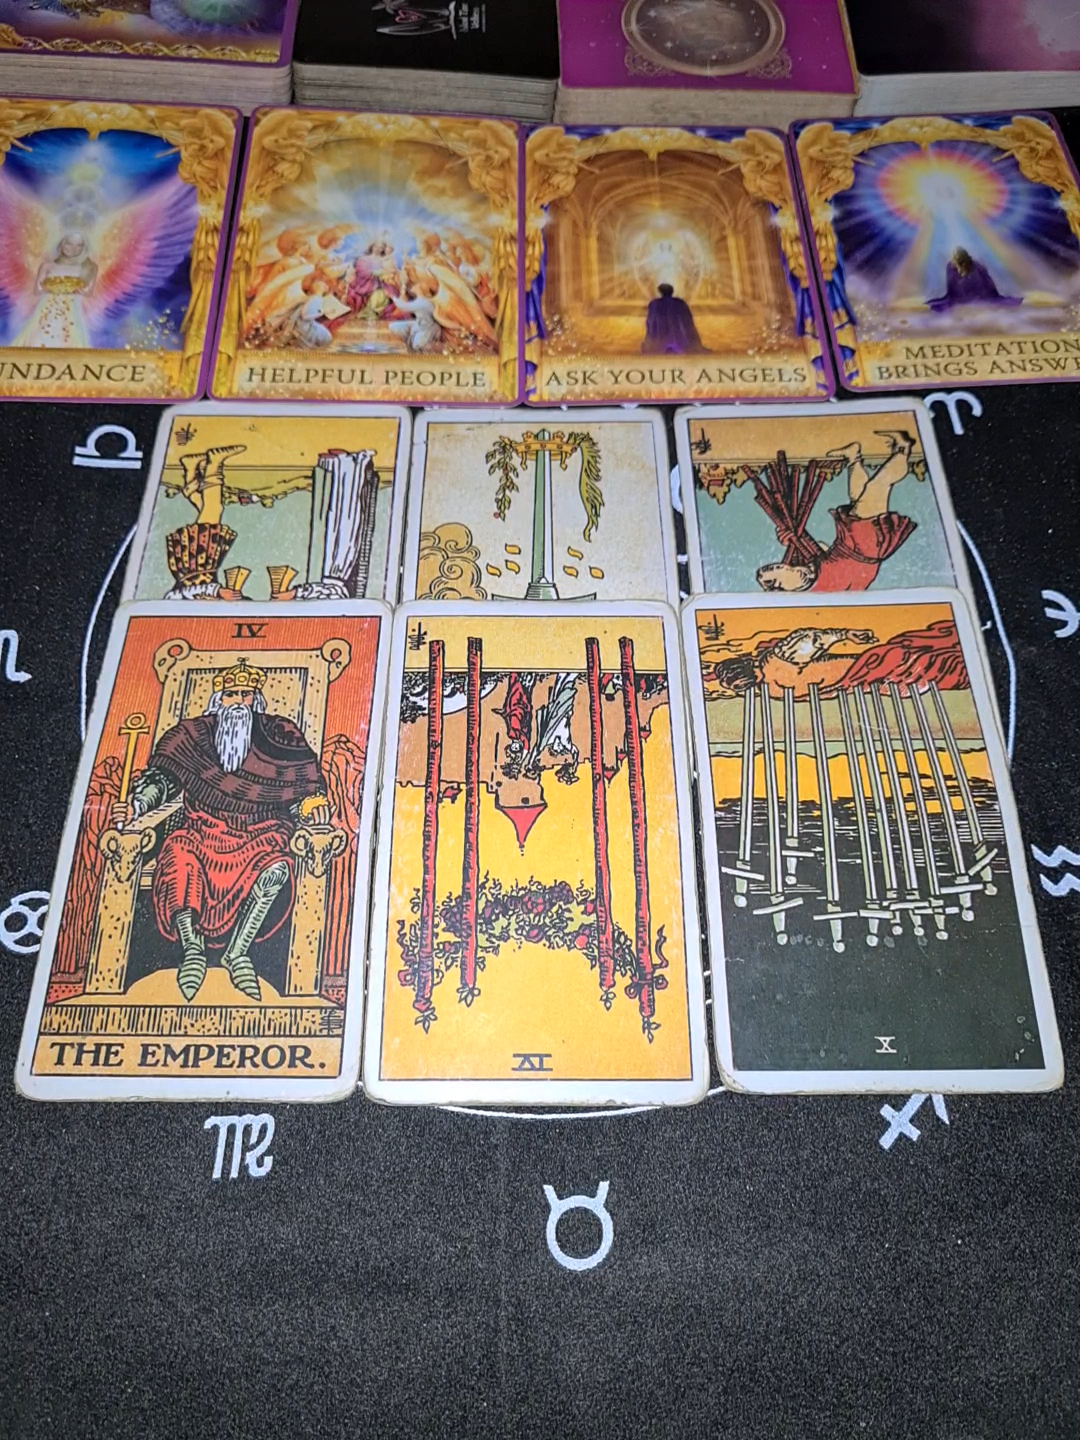 UNDANCE
HELPFUL PEOPLE
ASK YOUR ANGELS
MEDITATION
BRINGS ANSW
IV
THE EMPEROR.
IV
X